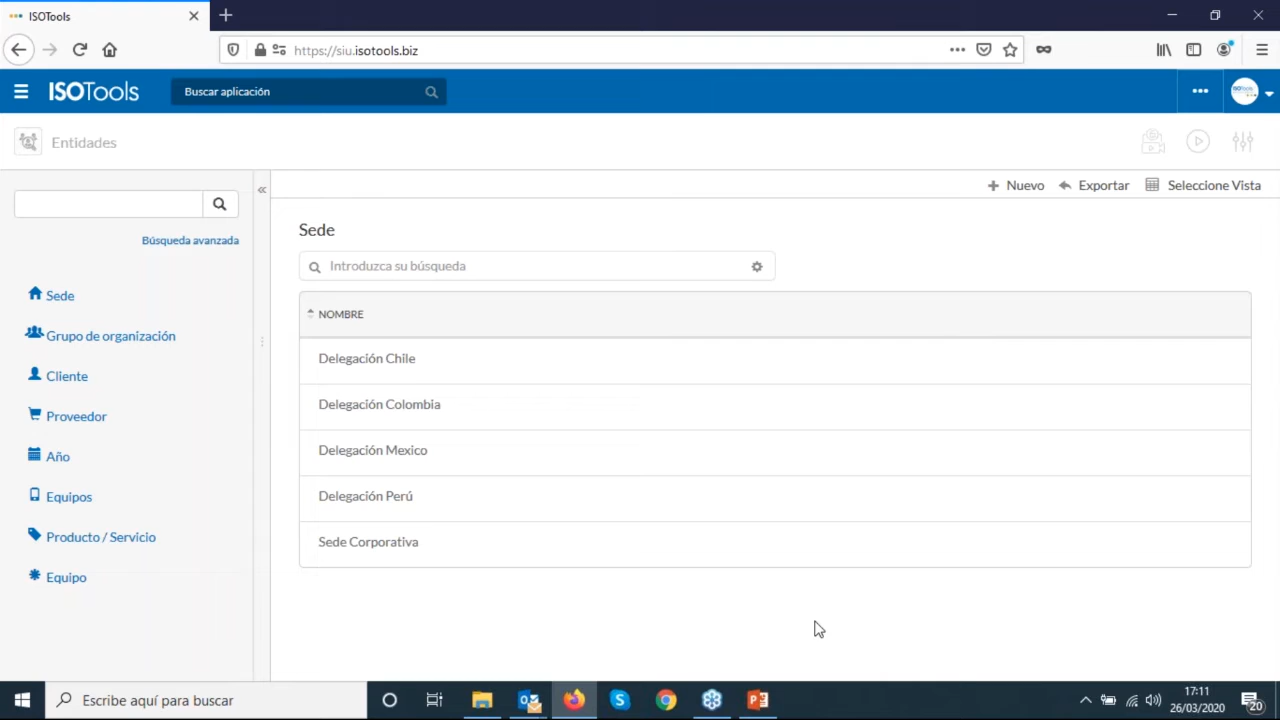 ISOTools
https://siu.isotools.biz
ISOTools
Buscar aplicación
Entidades
Nuevo
Exportar
Seleccione Vista
Búsqueda avanzada
Sede
Grupo de organización
Cliente
Proveedor
Año
Equipos
Producto / Servicio
Equipo
Sede
Introduzca su búsqueda
NOMBRE
Delegación Chile
Delegación Colombia
Delegación Mexico
Delegación Perú
Sede Corporativa
Escribe aquí para buscar
17:11
26/03/2020
20